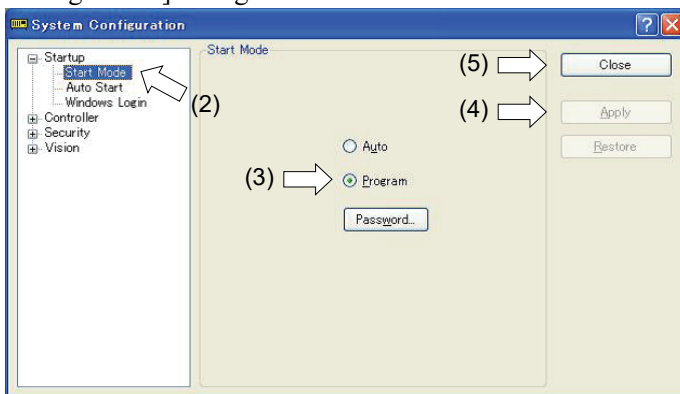 System Configuration
Startup
Start Mode
Auto Start
Windows Login
Controller
Security
Vision
(2)
Start Mode
Auto
(3)
Program
Password...
(5)
Close
(4)
Apply
Restore